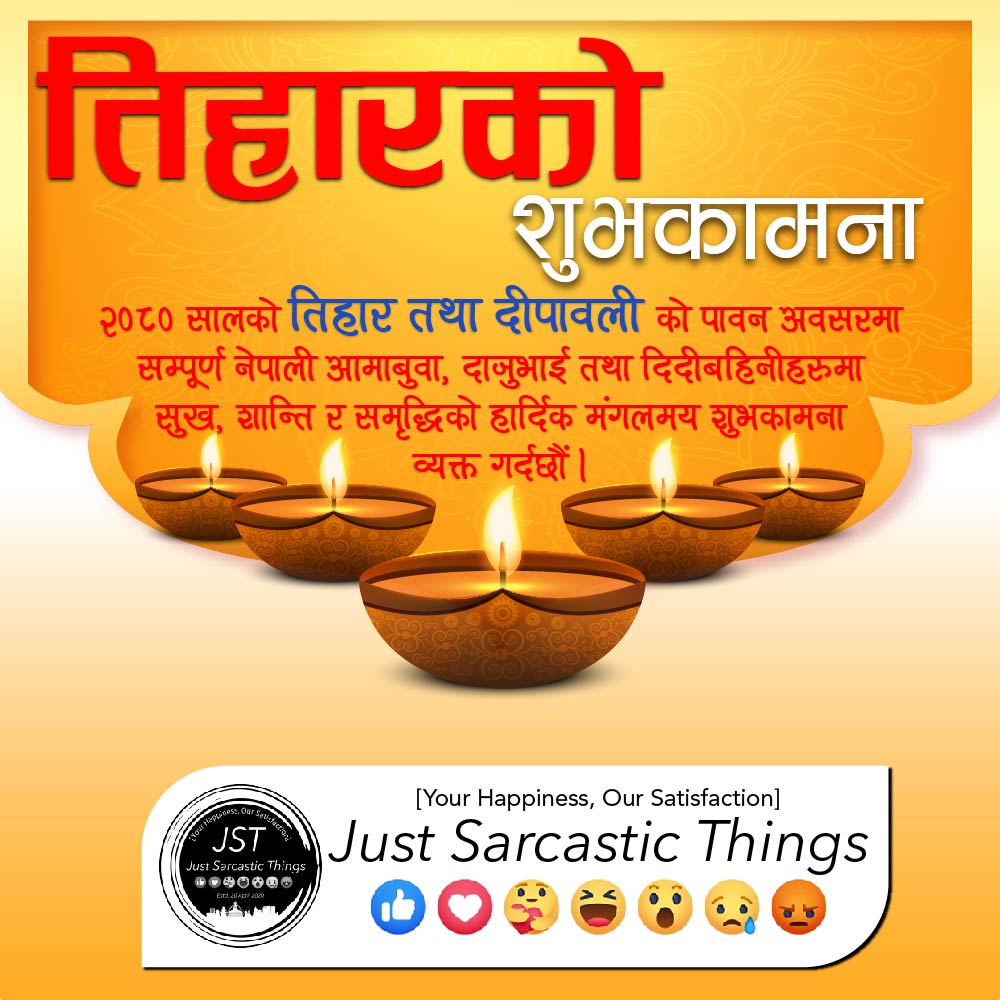 तिहारको
शुभकामना
२०८० सालको तिहार तथा दीपावली को पावन अवसरमा
सम्पूर्ण नेपाली आमाबुवा, दाजुभाई तथा दिदीबहिनीहरुमा
सुख, शान्ति र समृद्धिको हार्दिक मंगलमय शुभकामना
व्यक्त गर्दछौं।
[Your Happiness, Our Satisfaction]
JST
Just Sarcastic Things
Estd. 20 April 2020
[Your Happiness, Our Satisfaction]
Just Sarcastic Things